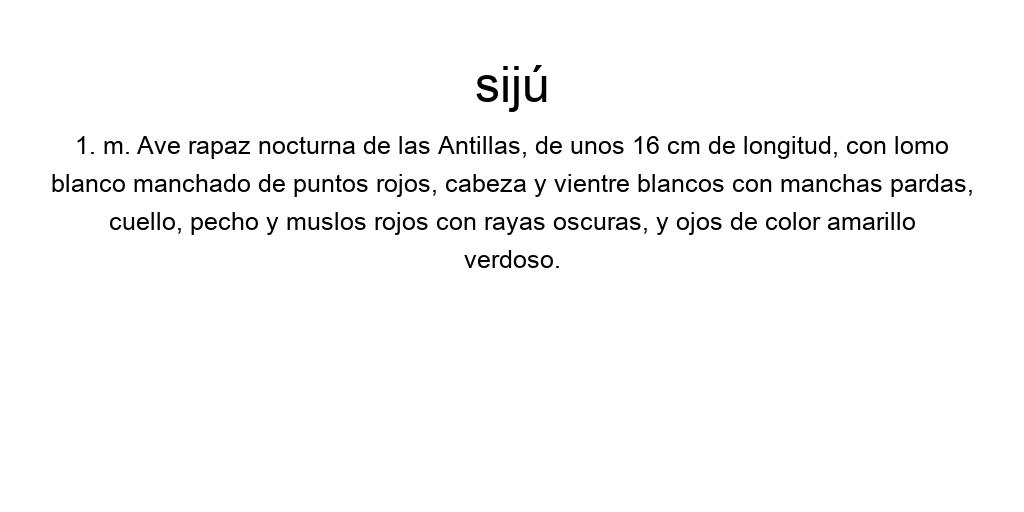 sijú
1. m. Ave rapaz nocturna de las Antillas, de unos 16 cm de longitud, con lomo
blanco manchado de puntos rojos, cabeza y vientre blancos con manchas pardas,
cuello, pecho y muslos rojos con rayas oscuras, y ojos de color amarillo
verdoso.